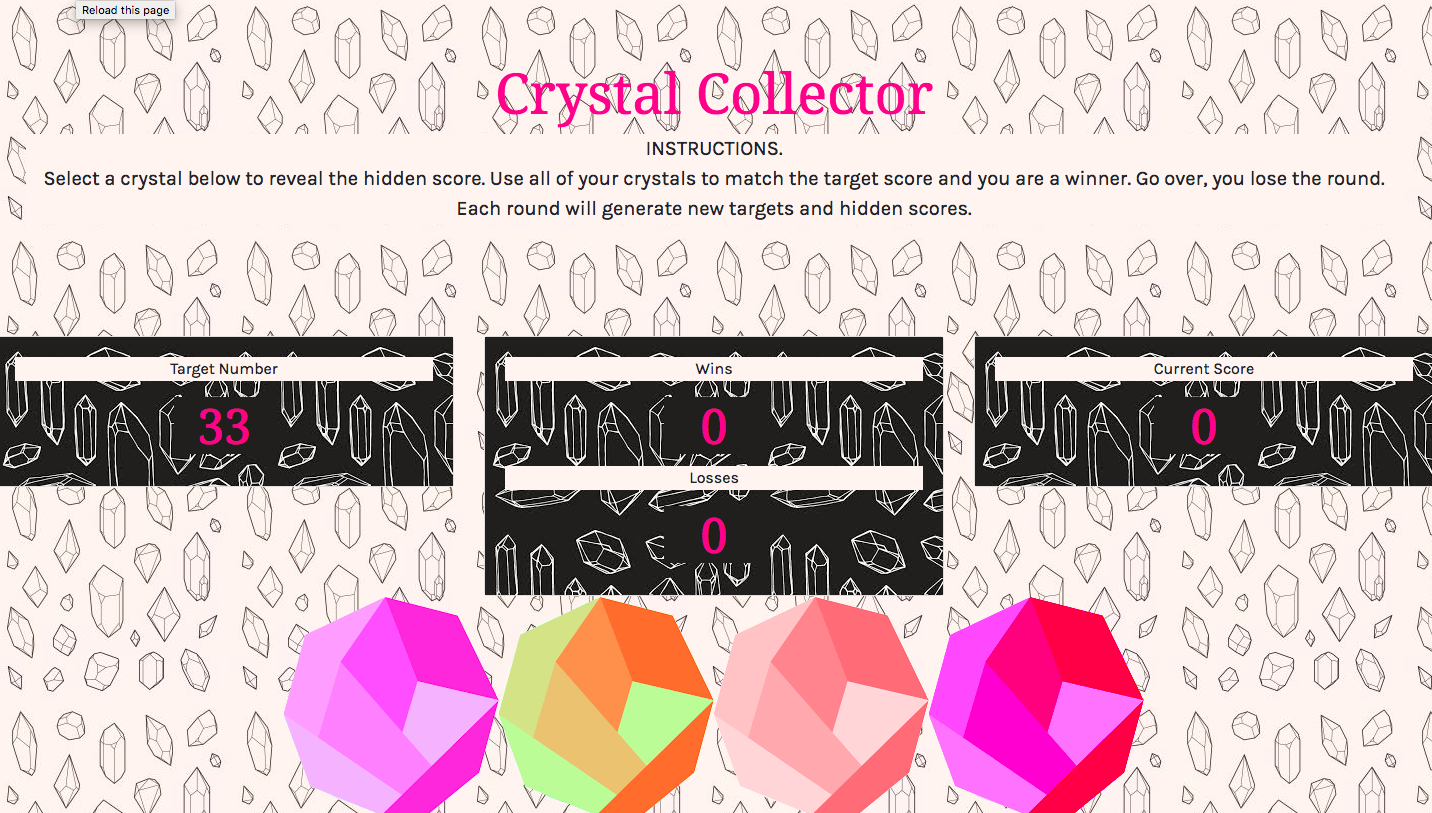 Reload this page
Crystal Collector
INSTRUCTIONS.
Select a crystal below to reveal the hidden score. Use all of your crystals to match the target score and you are a winner. Go over, you lose the round.
Each round will generate new targets and hidden scores.
Target Number
33
Wins
0
Losses
0
Current Score
0